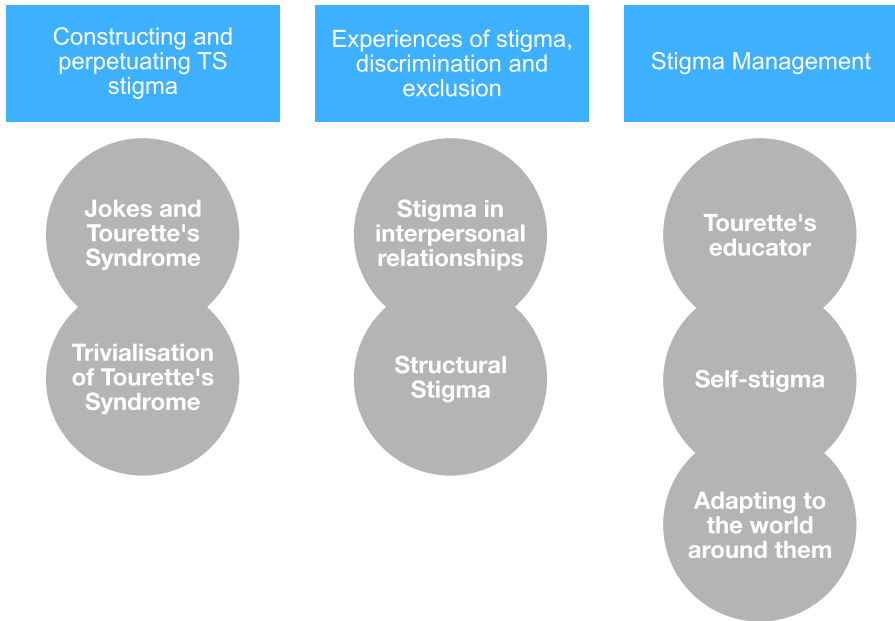 Constructing and
perpetuating TS
stigma
Jokes and
Tourette's
Syndrome
Trivialisation
of Tourette's
Syndrome
Experiences of stigma,
discrimination and
exclusion
Stigma in
interpersonal
relationships
Structural
Stigma
Stigma Management
Tourette's
educator
Self-stigma
Adapting to
the world
around them